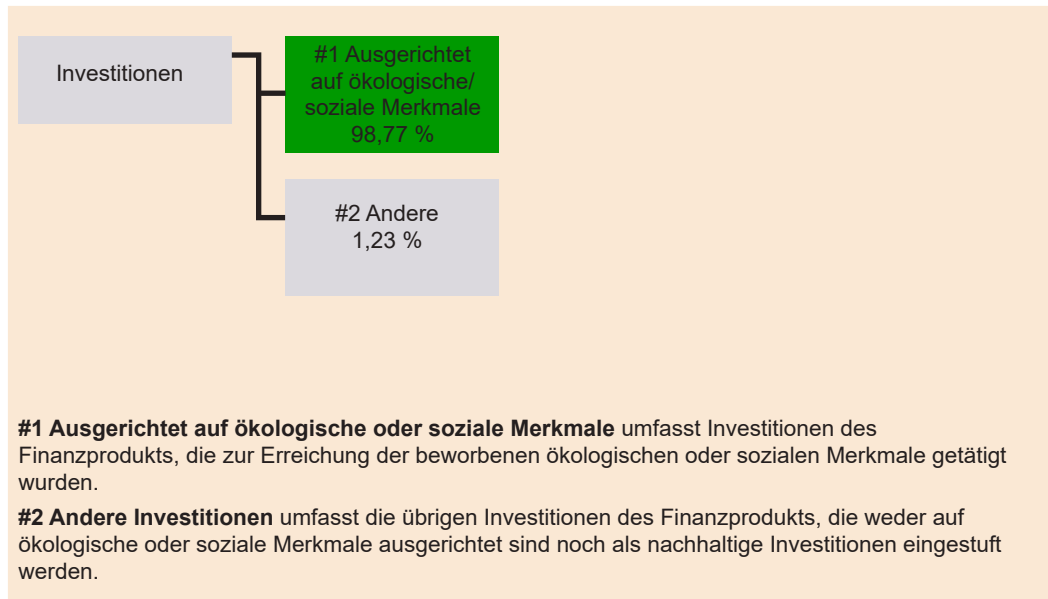 Investitionen
#1 Ausgerichtet
auf ökologische/
soziale Merkmale
98,77 %
#2 Andere
1,23 %
#1 Ausgerichtet auf ökologische oder soziale Merkmale umfasst Investitionen des
Finanzprodukts, die zur Erreichung der beworbenen ökologischen oder sozialen Merkmale getätigt
wurden.
#2 Andere Investitionen umfasst die übrigen Investitionen des Finanzprodukts, die weder auf
ökologische oder soziale Merkmale ausgerichtet sind noch als nachhaltige Investitionen eingestuft
werden.